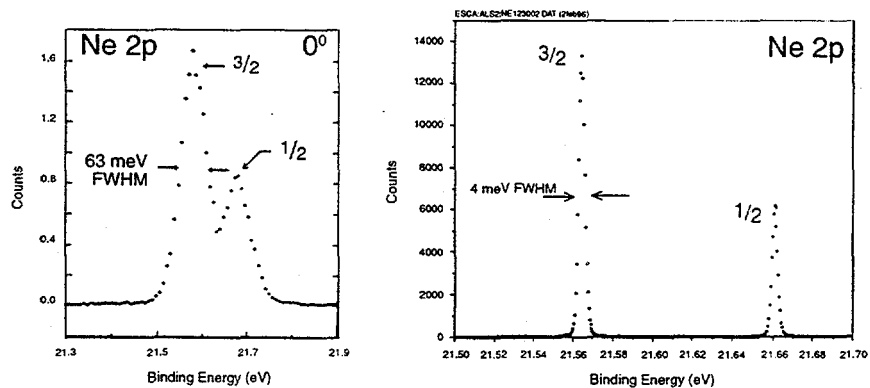 Ne 2p 0º
3/2
1/2
63 meV
FWHM
Counts
1.6
1.2
0.8
0.4
0.0
21.3 21.5 21.7 21.9
Binding Energy (eV)
ESCA:ALS2:NE123002 DAT (2feb96)
Ne 2p
3/2
1/2
4 meV FWHM
Counts
14000
12000
10000
8000
6000
4000
2000
0
21.50 21.52 21.54 21.56 21.58 21.60 21.62 21.64 21.66 21.68 21.70
Binding Energy (eV)